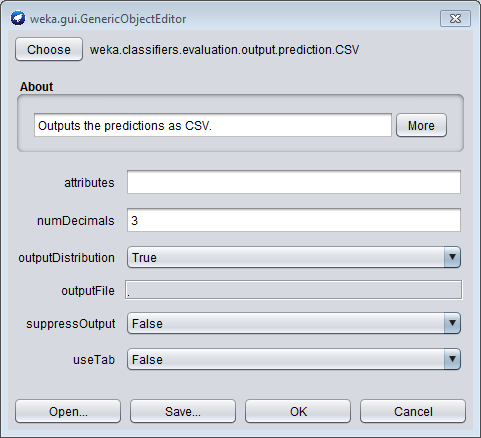 weka.gui.GenericObjectEditor
Choose weka.classifiers.evaluation.output.prediction.CSV
About
Outputs the predictions as CSV. More
attributes
numDecimals 3
outputDistribution True
outputFile .
suppressOutput False
useTab False
Open... Save... OK Cancel